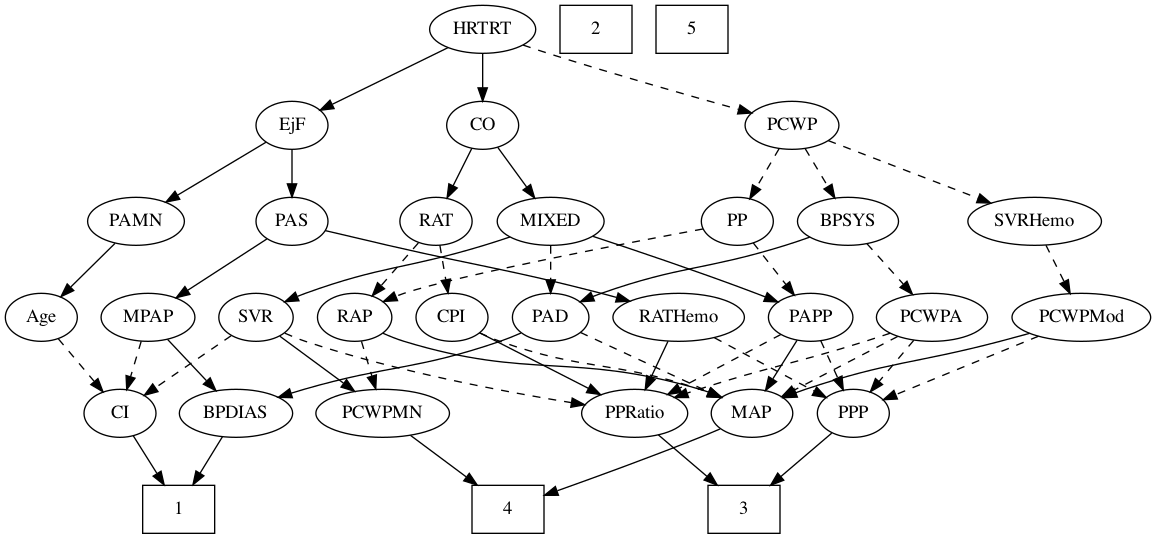 HRTRT 2 5
EjF CO PCWP
PAMN PAS RAT MIXED PP BPSYS SVRHemo
Age MPAP SVR RAP CPI PAD RATHemo PAPP PCWPA PCWPMod
CI BPDIAS PCWPMN PPRatio MAP PPP
1 4 3